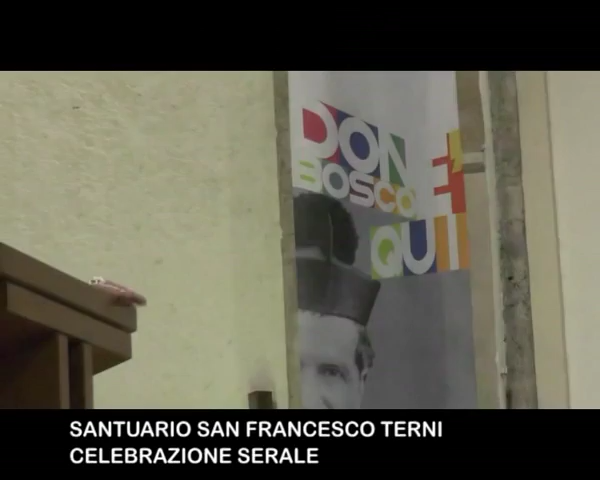 DON
BOSCO E'
QUI
SANTUARIO SAN FRANCESCO TERNI
CELEBRAZIONE SERALE